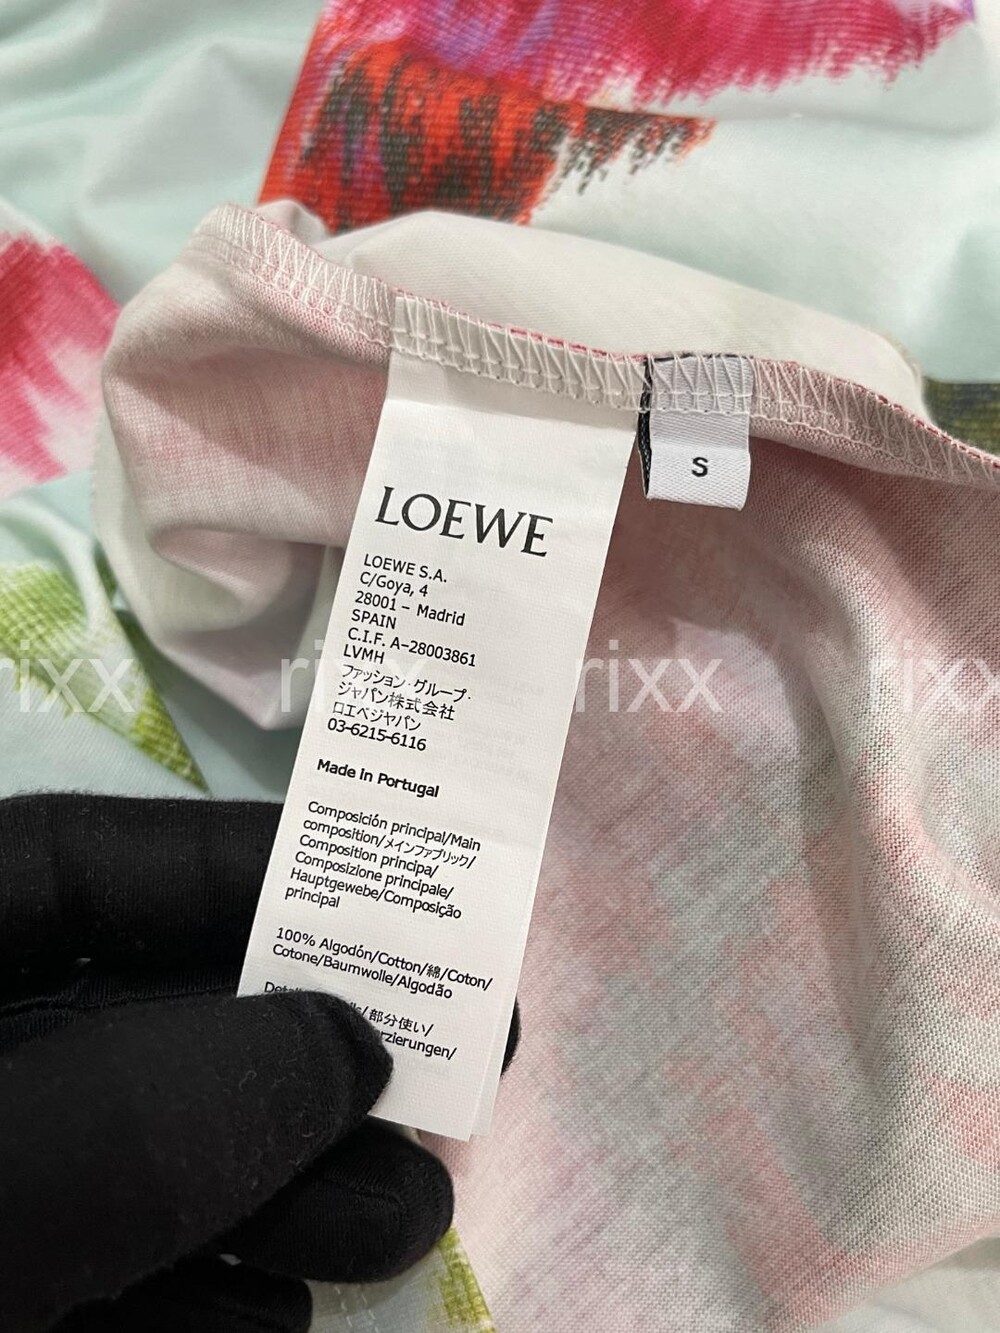 LOEWE
S
LOEWE S.A.
C/Goya, 4
28001 – Madrid
SPAIN
C.I.F. A–28003861
LVMH
ファッション·グループ·
ジャパン株式会社
ロエベジャパン
03-6215-6116
Made in Portugal
Composición principal/Main
composition/メインファブリック/
Composition principa/
Composizione principale/
Hauptgewebe/Composição
principal
100% Algodón/Cotton/綿/Coton/
Cotone/Baumwolle/Algodão
部分使い/
rixx rixx rixx rixx